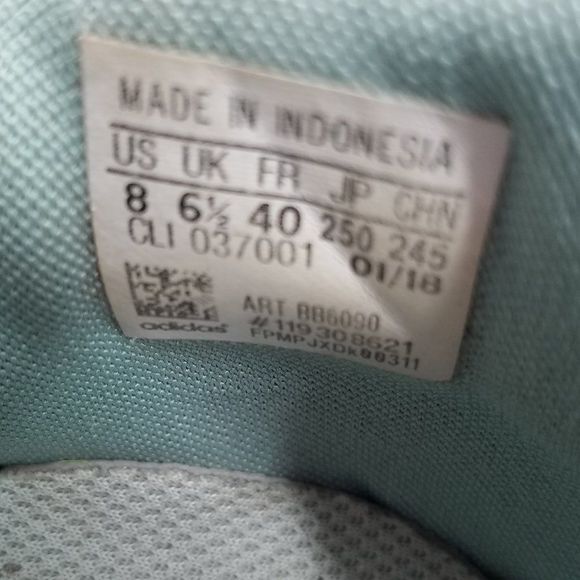 MADE IN INDONESIA
US UK FR JP CHN
8 6½ 40 250 245
CLI 037001 01/18
ART BB6090
adidas # 119308621
FPMPJXDk00311